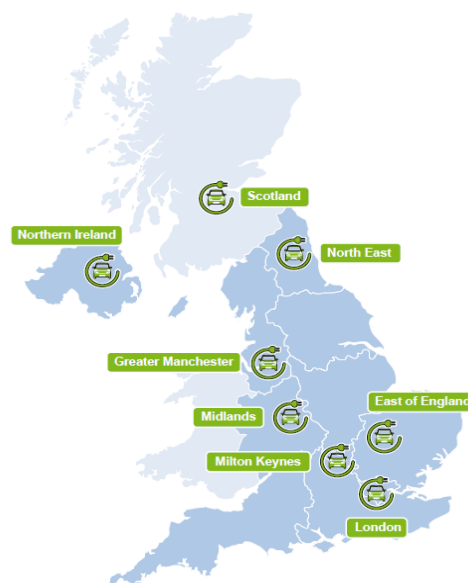 Scotland
Northern Ireland
North East
Greater Manchester
East of England
Midlands
Milton Keynes
London